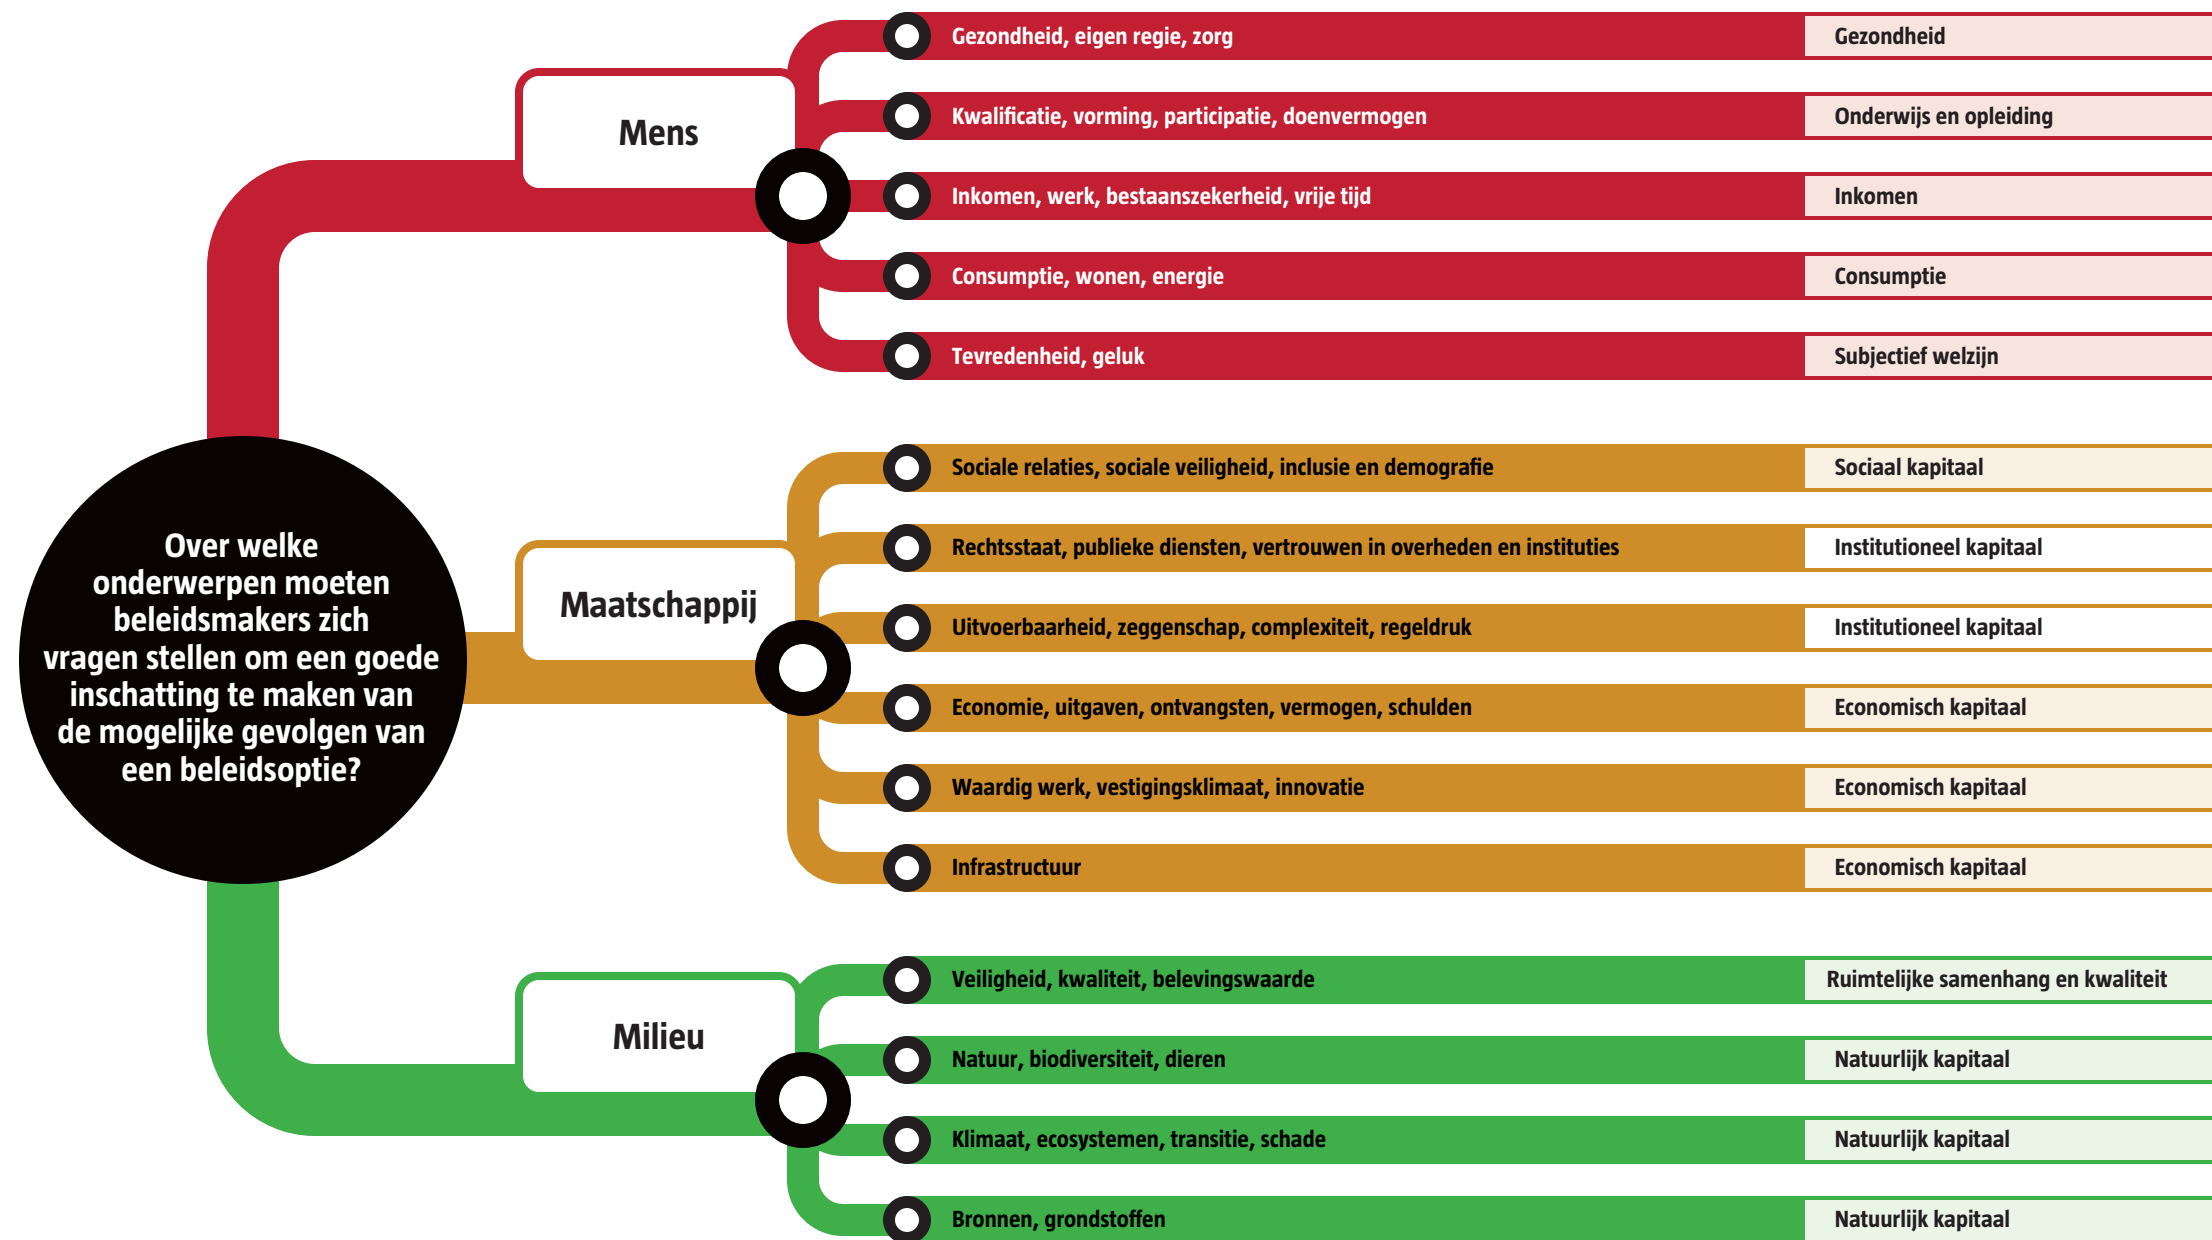 Over welke
onderwerpen moeten
beleidsmakers zich
vragen stellen om een goede
inschatting te maken van
de mogelijke gevolgen van
een beleidsoptie?
Mens
Gezondheid, eigen regie, zorg
Gezondheid
Kwalificatie, vorming, participatie, doenvermogen
Onderwijs en opleiding
Inkomen, werk, bestaanszekerheid, vrije tijd
Inkomen
Consumptie, wonen, energie
Consumptie
Tevredenheid, geluk
Subjectief welzijn
Maatschappij
Sociale relaties, sociale veiligheid, inclusie en demografie
Sociaal kapitaal
Rechtsstaat, publieke diensten, vertrouwen in overheden en instituties
Institutioneel kapitaal
Uitvoerbaarheid, zeggenschap, complexiteit, regeldruk
Institutioneel kapitaal
Economie, uitgaven, ontvangsten, vermogen, schulden
Economisch kapitaal
Waardig werk, vestigingsklimaat, innovatie
Economisch kapitaal
Infrastructuur
Economisch kapitaal
Milieu
Veiligheid, kwaliteit, belevingswaarde
Ruimtelijke samenhang en kwaliteit
Natuur, biodiversiteit, dieren
Natuurlijk kapitaal
Klimaat, ecosystemen, transitie, schade
Natuurlijk kapitaal
Bronnen, grondstoffen
Natuurlijk kapitaal